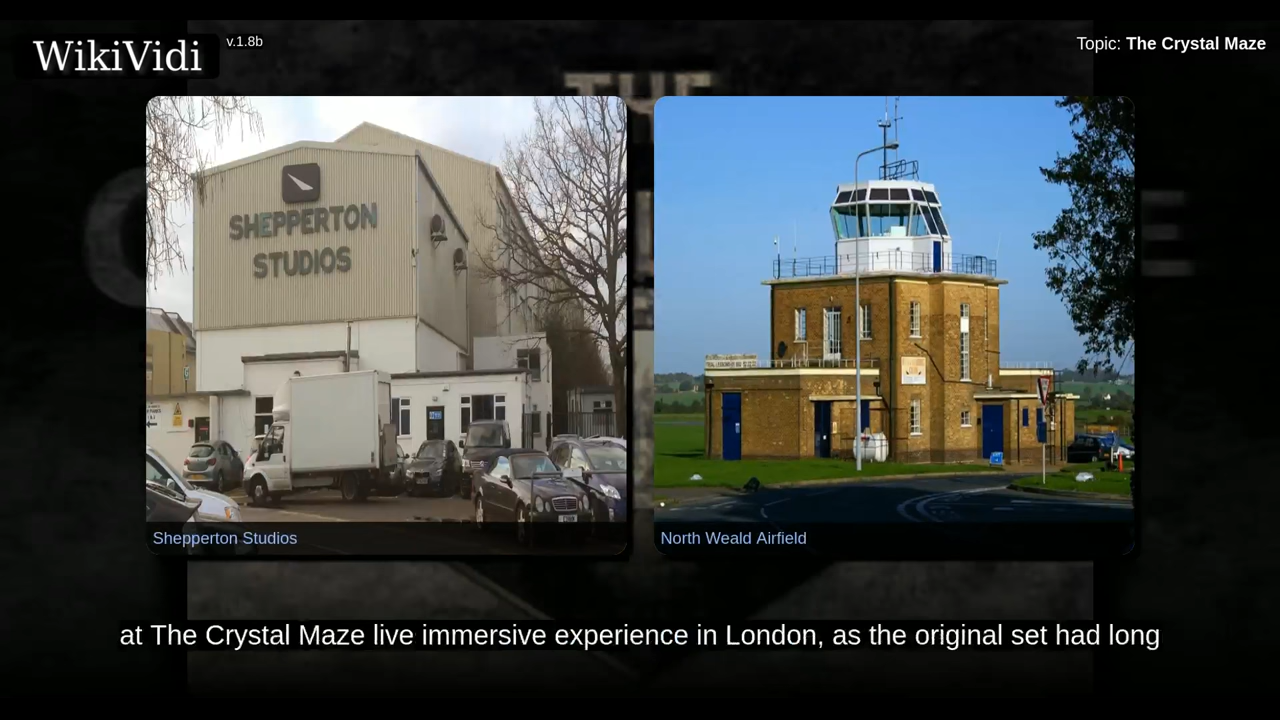 WikiVidi
v.1.8b
Topic: The Crystal Maze
THE
SHEPPERTON
STUDIOS
Shepperton Studios
North Weald Airfield
at The Crystal Maze live immersive experience in London, as the original set had long